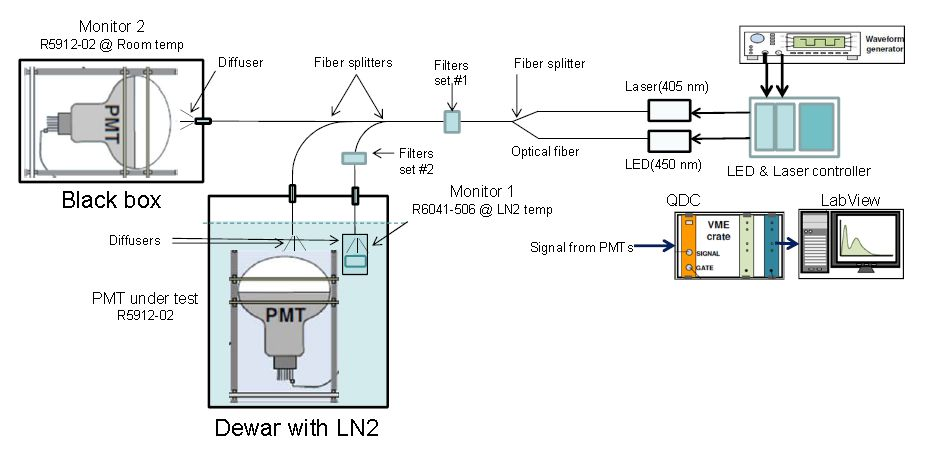 Monitor 2
R5912-02 @ Room temp
Diffuser
Fiber splitters
Filters
set #1
Fiber splitter
Waveform
generator
Laser(405 nm)
PMT
Optical fiber
LED(450 nm)
LED & Laser controller
Filters
set #2
Black box
Monitor 1
R6041-506 @ LN2 temp
QDC
LabView
VME
crate
Diffusers
Signal from PMTs
SIGNAL
GATE
PMT under test
R5912-02
PMT
Dewar with LN2